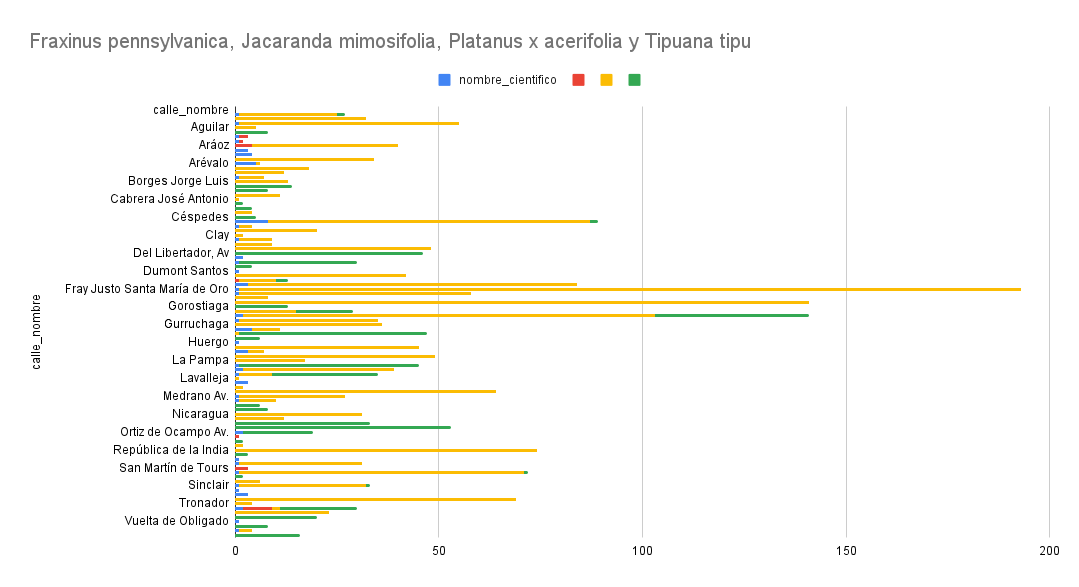 Fraxinus pennsylvanica, Jacaranda mimosifolia, Platanus x acerifolia y Tipuana tipu
nombre_cientifico
calle_nombre
calle_nombre
Aguilar
Aráoz
Arévalo
Borges Jorge Luis
Cabrera José Antonio
Céspedes
Clay
Del Libertador, Av
Dumont Santos
Fray Justo Santa María de Oro
Gorostiaga
Gurruchaga
Huergo
La Pampa
Lavalleja
Medrano Av.
Nicaragua
Ortiz de Ocampo Av.
República de la India
San Martín de Tours
Sinclair
Tronador
Vuelta de Obligado
0 50 100 150 200